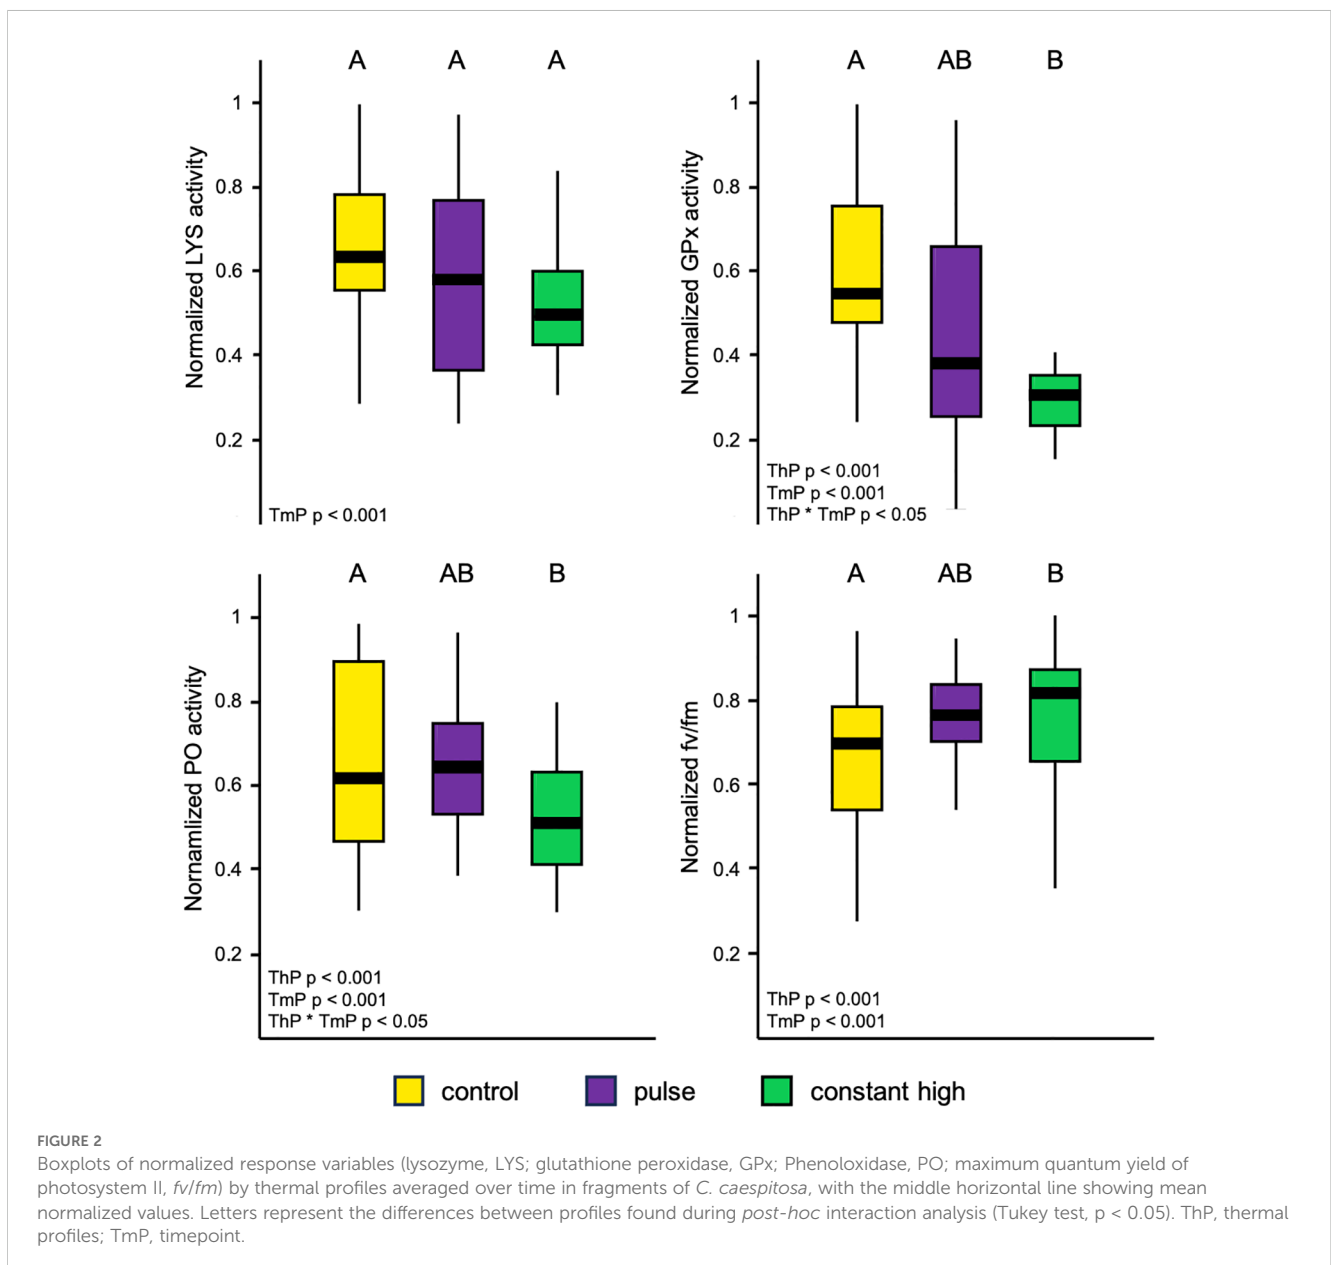 A A A
Normalized LYS activity
1
0.8
0.6
0.4
0.2
TmP p < 0.001
A AB B
Normalized GPx activity
1
0.8
0.6
0.4
0.2
ThP p < 0.001
TmP p < 0.001
ThP * TmP p < 0.05
A AB B
Nornamlized PO activity
1
0.8
0.6
0.4
0.2
ThP p < 0.001
TmP p < 0.001
ThP * TmP p < 0.05
A AB B
Normalized fv/fm
1
0.8
0.6
0.4
0.2
ThP p < 0.001
TmP p < 0.001
control pulse constant high
FIGURE 2
Boxplots of normalized response variables (lysozyme, LYS; glutathione peroxidase, GPx; Phenoloxidase, PO; maximum quantum yield of
photosystem II, fv/fm) by thermal profiles averaged over time in fragments of C. caespitosa, with the middle horizontal line showing mean
normalized values. Letters represent the differences between profiles found during post-hoc interaction analysis (Tukey test, p < 0.05). ThP, thermal
profiles; TmP, timepoint.